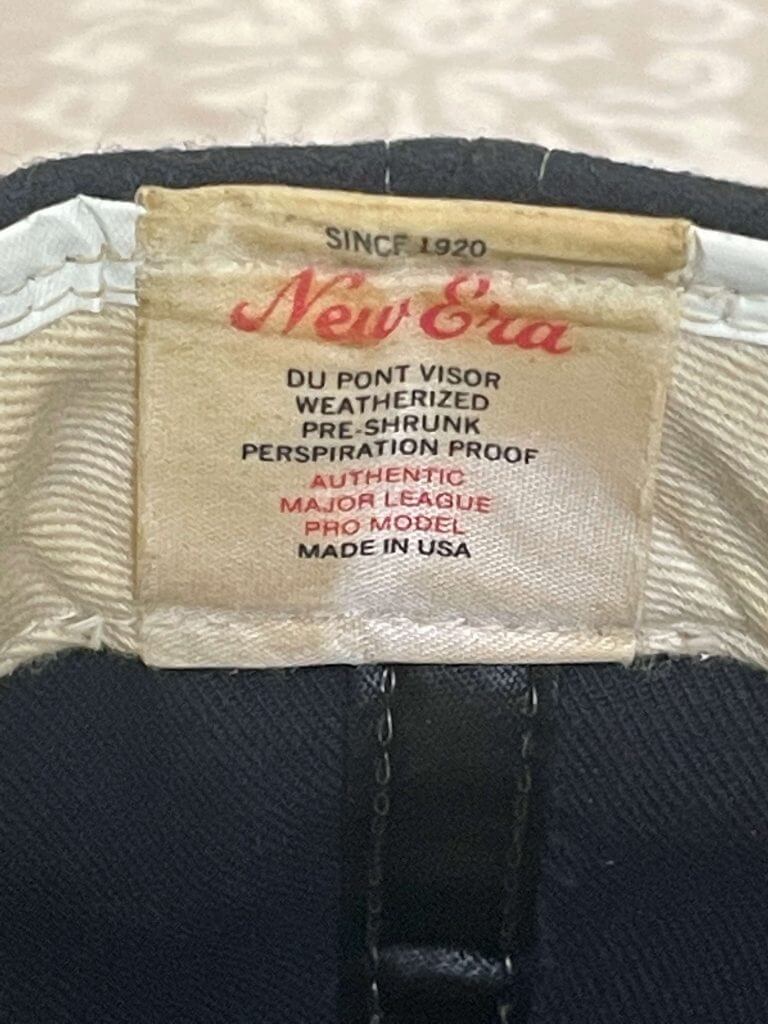 SINCE 1920
New Era
DU PONT VISOR
WEATHERIZED
PRE-SHRUNK
PERSPIRATION PROOF
AUTHENTIC
MAJOR LEAGUE
PRO MODEL
MADE IN USA